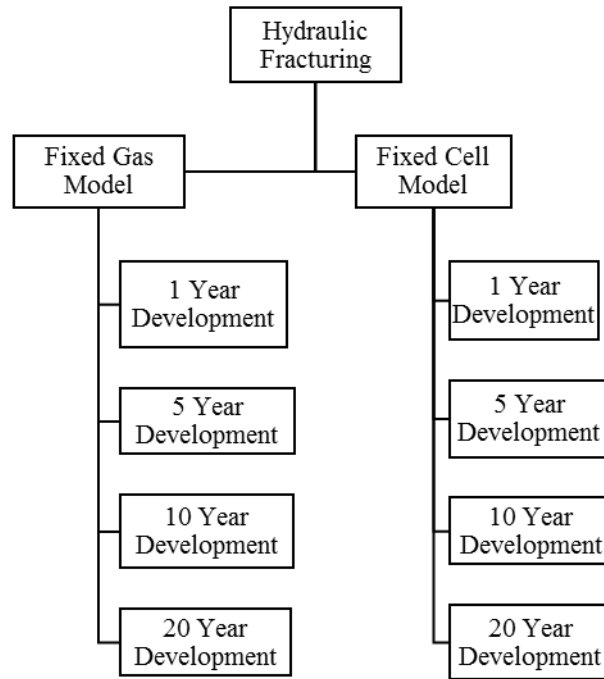 Hydraulic
Fracturing
Fixed Gas
Model
Fixed Cell
Model
1 Year
Development
5 Year
Development
10 Year
Development
20 Year
Development
1 Year
Development
5 Year
Development
10 Year
Development
20 Year
Development